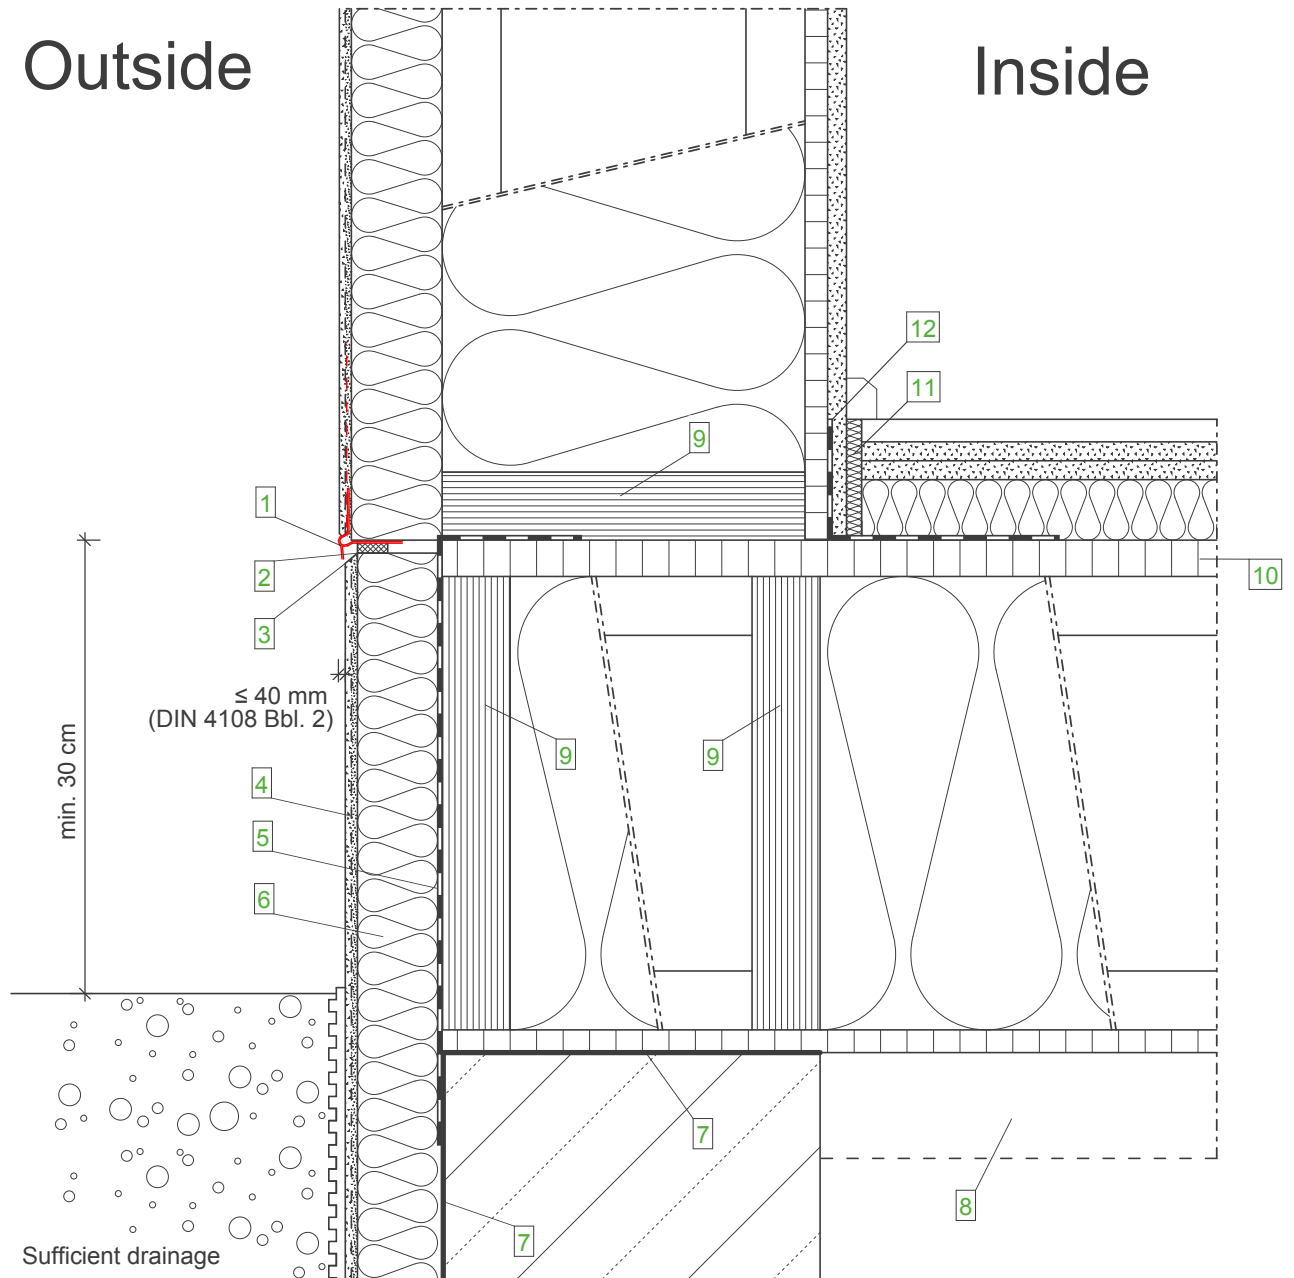 Outside
Inside
12
11
9
1
2
3
10
≤ 40 mm
(DIN 4108 Bbl. 2)
9
9
min. 30 cm
4
5
6
7
8
7
Sufficient drainage